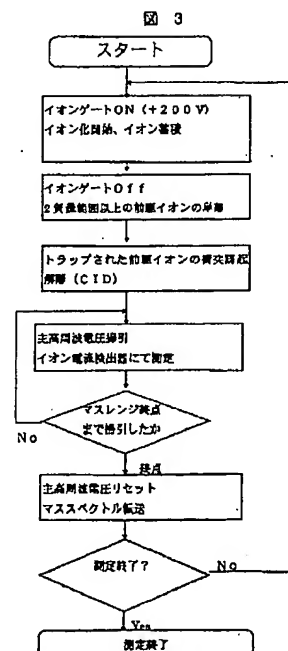 図 3
スタート
イオンゲートON (+200V)
イオン化開始、イオン蓄積
イオンゲートOff
2質量範囲以上の前駆イオンの単離
トラップされた前駆イオンの衝突誘起
解離 (CID)
主高周波電圧掃引
イオン電流検出器にて測定
マスレンジ終点
まで掃引したか
No
終点
主高周波電圧リセット
マススペクトル転送
測定終了?
No
Yes
測定終了